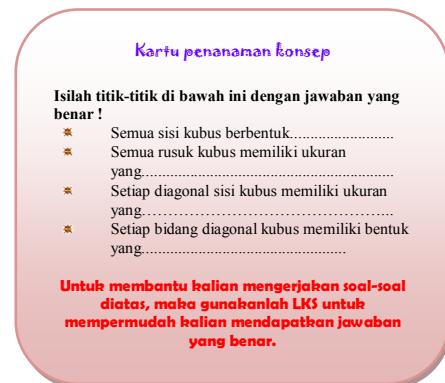 Kartu penanaman konsep
Isilah titik-titik di bawah ini dengan jawaban yang
benar !
Semua sisi kubus berbentuk.........................
Semua rusuk kubus memiliki ukuran
yang.............................................................
Setiap diagonal sisi kubus memiliki ukuran
yang…………………………………….....
Setiap bidang diagonal kubus memiliki bentuk
yang.................................................
Untuk membantu kalian mengerjakan soal-soal
diatas, maka gunakanlah LKS untuk
mempermudah kalian mendapatkan jawaban
yang benar.